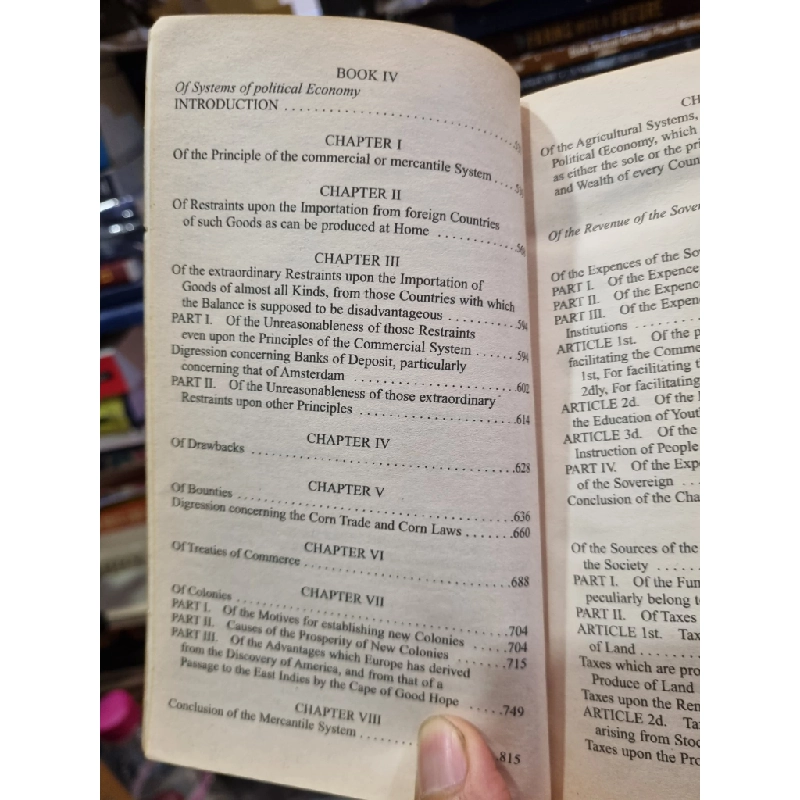 BOOK IV
Of Systems of political Economy
INTRODUCTION
CHAPTER I
Of the Principle of the commercial or mercantile System
CHAPTER II
Of Restraints upon the Importation from foreign Countries
of such Goods as can be produced at Home
CHAPTER III
Of the extraordinary Restraints upon the Importation of
Goods of almost all Kinds, from those Countries with which
the Balance is supposed to be disadvantageous . . . . . . . . . 594
PART I. Of the Unreasonableness of those Restraints
even upon the Principles of the Commercial System . . . . . . 594
Digression concerning Banks of Deposit, particularly
concerning that of Amsterdam . . . . . . . . . . . . . . . . . . 602
PART II. Of the Unreasonableness of those extraordinary
Restraints upon other Principles . . . . . . . . . . . . . . . . . 614
CHAPTER IV
Of Drawbacks . . . . . . . . . . . . . . . . . . . . . . . . . . 628
CHAPTER V
Of Bounties . . . . . . . . . . . . . . . . . . . . . . . . . . . 636
Digression concerning the Corn Trade and Corn Laws . . . . . . . 660
CHAPTER VI
Of Treaties of Commerce . . . . . . . . . . . . . . . . . . . . . 688
CHAPTER VII
Of Colonies . . . . . . . . . . . . . . . . . . . . . . . . . . . 704
PART I. Of the Motives for establishing new Colonies . . . . . . 704
PART II. Causes of the Prosperity of New Colonies . . . . . . . 715
PART III. Of the Advantages which Europe has derived
from the Discovery of America, and from that of a
Passage to the East Indies by the Cape of Good Hope . . . . . 749
CHAPTER VIII
Conclusion of the Mercantile System . . . . . . . 815
CH
Of the Agricultural Systems,
Political Œconomy, which
as either the sole or the pri
and Wealth of every Coun
Of the Revenue of the Sover
Of the Expences of the So
PART I. Of the Expence
PART II. Of the Expenc
PART III. Of the Expen
Institutions . . . . . . . .
ARTICLE 1st. Of the p
facilitating the Comme
1st, For facilitating t
2dly, For facilitating
ARTICLE 2d. Of the
the Education of Yout
ARTICLE 3d. Of the
Instruction of People
PART IV. Of the Exp
of the Sovereign . . .
Conclusion of the Cha
Of the Sources of the
the Society . . . . . .
PART I. Of the Fun
peculiarly belong t
PART II. Of Taxes
ARTICLE 1st. Tax
of Land . . . . . . .
Taxes which are pro
Produce of Land
Taxes upon the Ren
ARTICLE 2d. Ta
arising from Stoc
Taxes upon the Pro